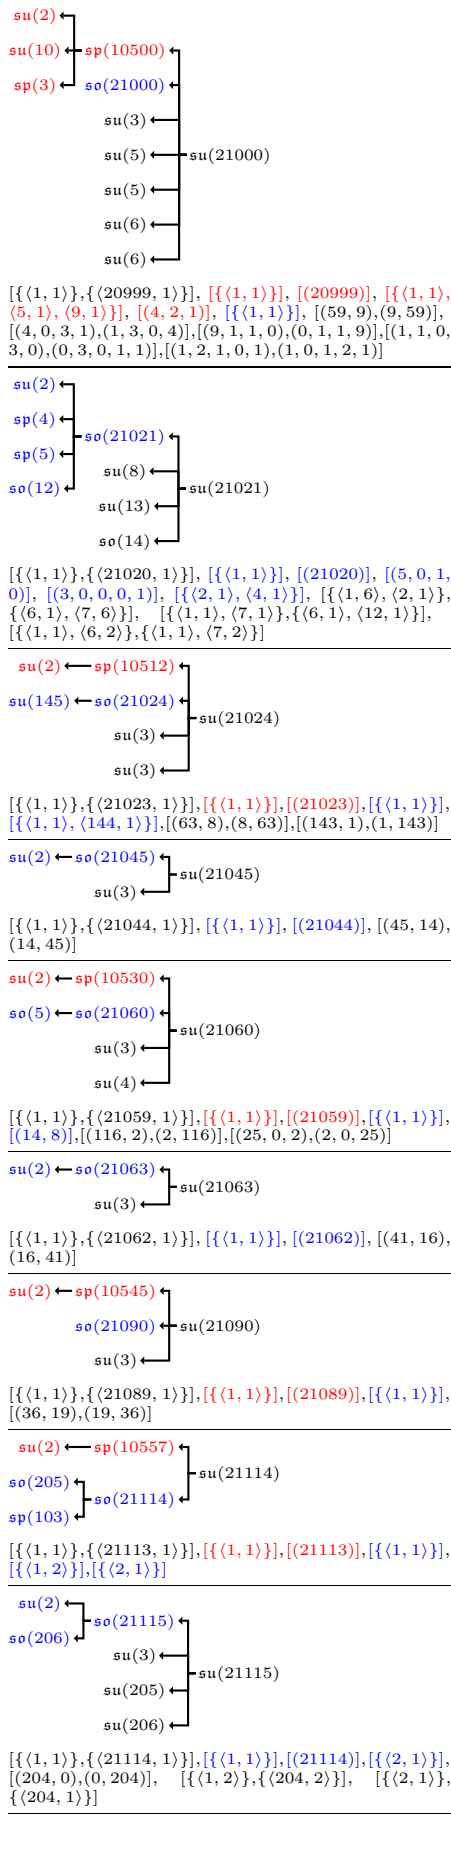 𝔰𝔲(2)
𝔰𝔲(10) 𝔰𝔭(10500)
𝔰𝔭(3) 𝔰𝔬(21000)
𝔰𝔲(3)
𝔰𝔲(5) 𝔰𝔲(21000)
𝔰𝔲(5)
𝔰𝔲(6)
𝔰𝔲(6)
[{⟨1, 1⟩},{⟨20999, 1⟩}], [{⟨1, 1⟩}], [(20999)], [{⟨1, 1⟩,
⟨5, 1⟩, ⟨9, 1⟩}], [(4, 2, 1)], [{⟨1, 1⟩}], [(59, 9),(9, 59)],
[(4, 0, 3, 1),(1, 3, 0, 4)],[(9, 1, 1, 0),(0, 1, 1, 9)],[(1, 1, 0,
3, 0),(0, 3, 0, 1, 1)],[(1, 2, 1, 0, 1),(1, 0, 1, 2, 1)]
𝔰𝔲(2)
𝔰𝔭(4) 𝔰𝔬(21021)
𝔰𝔭(5) 𝔰𝔲(8)
𝔰𝔬(12) 𝔰𝔲(21021)
𝔰𝔲(13)
𝔰𝔬(14)
[{⟨1, 1⟩},{⟨21020, 1⟩}], [{⟨1, 1⟩}], [(21020)], [(5, 0, 1,
0)], [(3, 0, 0, 0, 1)], [{⟨2, 1⟩, ⟨4, 1⟩}], [{⟨1, 6⟩, ⟨2, 1⟩},
{⟨6, 1⟩, ⟨7, 6⟩}], [{⟨1, 1⟩, ⟨7, 1⟩},{⟨6, 1⟩, ⟨12, 1⟩}],
[{⟨1, 1⟩, ⟨6, 2⟩},{⟨1, 1⟩, ⟨7, 2⟩}]
𝔰𝔲(2) 𝔰𝔭(10512)
𝔰𝔲(145) 𝔰𝔬(21024)
𝔰𝔲(21024)
𝔰𝔲(3)
𝔰𝔲(3)
[{⟨1, 1⟩},{⟨21023, 1⟩}],[{⟨1, 1⟩}],[(21023)],[{⟨1, 1⟩}],
[{⟨1, 1⟩, ⟨144, 1⟩}],[(63, 8),(8, 63)],[(143, 1),(1, 143)]
𝔰𝔲(2) 𝔰𝔬(21045)
𝔰𝔲(21045)
𝔰𝔲(3)
[{⟨1, 1⟩},{⟨21044, 1⟩}], [{⟨1, 1⟩}], [(21044)], [(45, 14),
(14, 45)]
𝔰𝔲(2) 𝔰𝔭(10530)
𝔰𝔬(5) 𝔰𝔬(21060)
𝔰𝔲(21060)
𝔰𝔲(3)
𝔰𝔲(4)
[{⟨1, 1⟩},{⟨21059, 1⟩}],[{⟨1, 1⟩}],[(21059)],[{⟨1, 1⟩}],
[(14, 8)],[(116, 2),(2, 116)],[(25, 0, 2),(2, 0, 25)]
𝔰𝔲(2) 𝔰𝔬(21063)
𝔰𝔲(21063)
𝔰𝔲(3)
[{⟨1, 1⟩},{⟨21062, 1⟩}], [{⟨1, 1⟩}], [(21062)], [(41, 16),
(16, 41)]
𝔰𝔲(2) 𝔰𝔭(10545)
𝔰𝔬(21090) 𝔰𝔲(21090)
𝔰𝔲(3)
[{⟨1, 1⟩},{⟨21089, 1⟩}],[{⟨1, 1⟩}],[(21089)],[{⟨1, 1⟩}],
[(36, 19),(19, 36)]
𝔰𝔲(2) 𝔰𝔭(10557)
𝔰𝔲(21114)
𝔰𝔬(205)
𝔰𝔬(21114)
𝔰𝔭(103)
[{⟨1, 1⟩},{⟨21113, 1⟩}],[{⟨1, 1⟩}],[(21113)],[{⟨1, 1⟩}],
[{⟨1, 2⟩}],[{⟨2, 1⟩}]
𝔰𝔲(2)
𝔰𝔬(21115)
𝔰𝔬(206)
𝔰𝔲(3)
𝔰𝔲(21115)
𝔰𝔲(205)
𝔰𝔲(206)
[{⟨1, 1⟩},{⟨21114, 1⟩}],[{⟨1, 1⟩}],[(21114)],[{⟨2, 1⟩}],
[(204, 0),(0, 204)], [{⟨1, 2⟩},{⟨204, 2⟩}], [{⟨2, 1⟩},
{⟨204, 1⟩}]